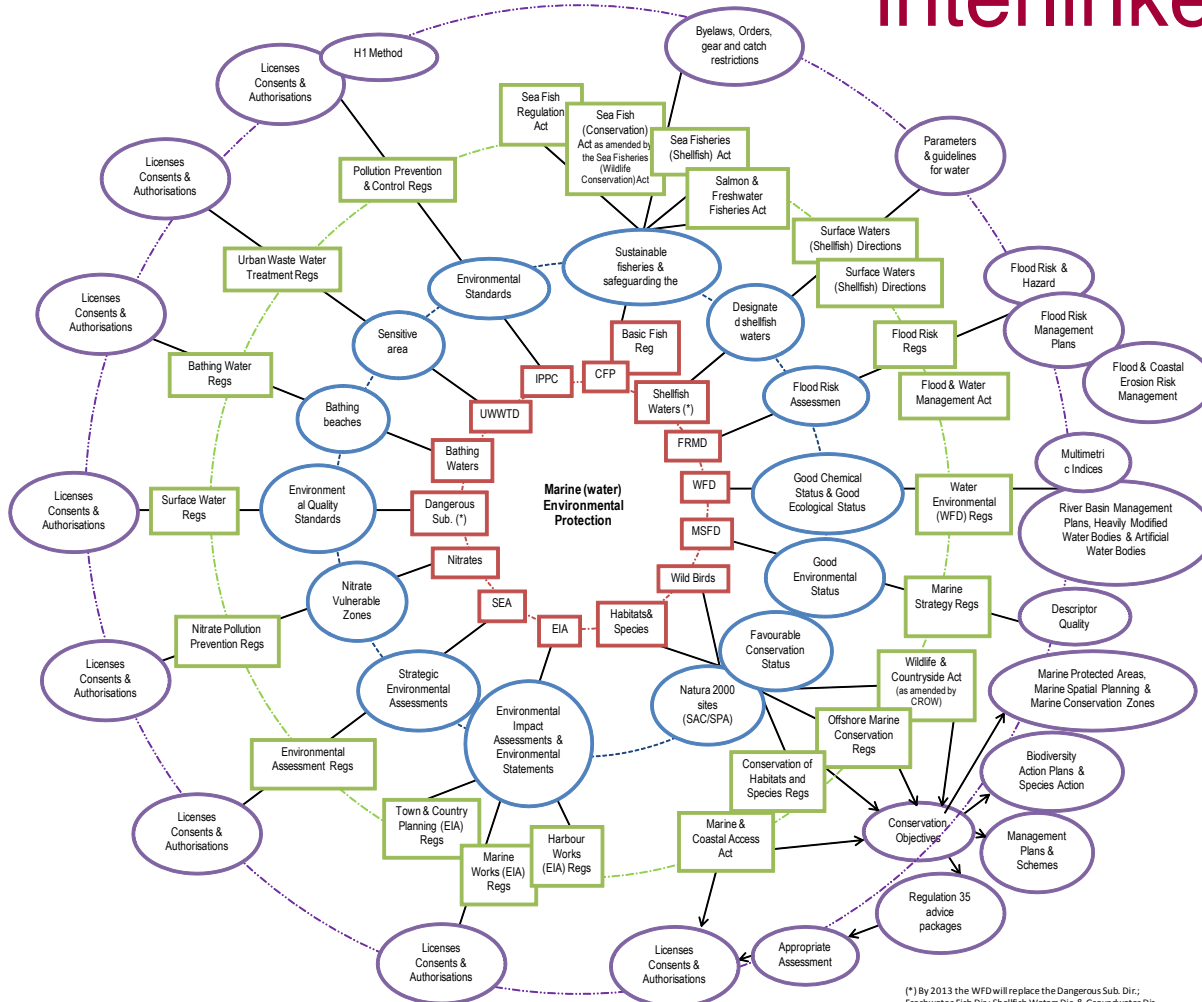 Interlinke
H1 Method
Licenses
Consents &
Authorisations
Byelaws, Orders,
gear and catch
restrictions
Sea Fish
Regulation
Act
Sea Fish
(Conservation)
Act as amended by
the Sea Fisheries
(Wildlife
Conservation) Act
Sea Fisheries
(Shellfish) Act
Salmon &
Freshwater
Fisheries Act
Parameters
& guidelines
for water
Licenses
Consents &
Authorisations
Pollution Prevention
& Control Regs
Surface Waters
(Shellfish) Directions
Surface Waters
(Shellfish) Directions
Urban Waste Water
Treatment Regs
Environmental
Standards
Sustainable
fisheries &
safeguarding the
Designate
d shellfish
waters
Flood Risk &
Hazard
Flood Risk
Management
Plans
Flood & Coastal
Erosion Risk
Management
Licenses
Consents &
Authorisations
Sensitive
area
Basic Fish
Reg
Flood Risk
Regs
Bathing Water
Regs
IPPC
CFP
Shellfish
Waters (*)
Flood Risk
Assessmen
Flood & Water
Management Act
Bathing
beaches
UWWTD
FRMD
Bathing
Waters
Multimetri
c Indices
Licenses
Consents &
Authorisations
Surface Water
Regs
Environment
al Quality
Standards
Dangerous
Sub. (*)
Marine (water)
Environmental
Protection
WFD
Good Chemical
Status & Good
Ecological Status
Water
Environmental
(WFD) Regs
River Basin Management
Plans, Heavily Modified
Water Bodies & Artificial
Water Bodies
MSFD
Nitrates
Wild Birds
Good
Environmental
Status
Nitrate
Vulnerable
Zones
SEA
EIA
Habitats&
Species
Marine
Strategy Regs
Descriptor
Quality
Nitrate Pollution
Prevention Regs
Favourable
Conservation
Status
Licenses
Consents &
Authorisations
Strategic
Environmental
Assessments
Natura 2000
sites
(SAC/SPA)
Wildlife &
Countryside Act
(as amended by
CROW)
Marine Protected Areas,
Marine Spatial Planning &
Marine Conservation Zones
Environmental
Impact
Assessments &
Environmental
Statements
Offshore Marine
Conservation
Regs
Environmental
Assessment Regs
Conservation of
Habitats and
Species Regs
Biodiversity
Action Plans &
Species Action
Town & Country
Planning (EIA)
Regs
Marine
Works (EIA)
Regs
Harbour
Works
(EIA) Regs
Marine &
Coastal Access
Act
Conservation
Objectives
Management
Plans &
Schemes
Licenses
Consents &
Authorisations
Regulation 35
advice
packages
Licenses
Consents &
Authorisations
Licenses
Consents &
Authorisations
Appropriate
Assessment
(*) By 2013 the WFD will replace the Dangerous Sub. Dir.;
Freshwater Fish Dir.; Shellfish Waters Dir. & Groundwater Dir.